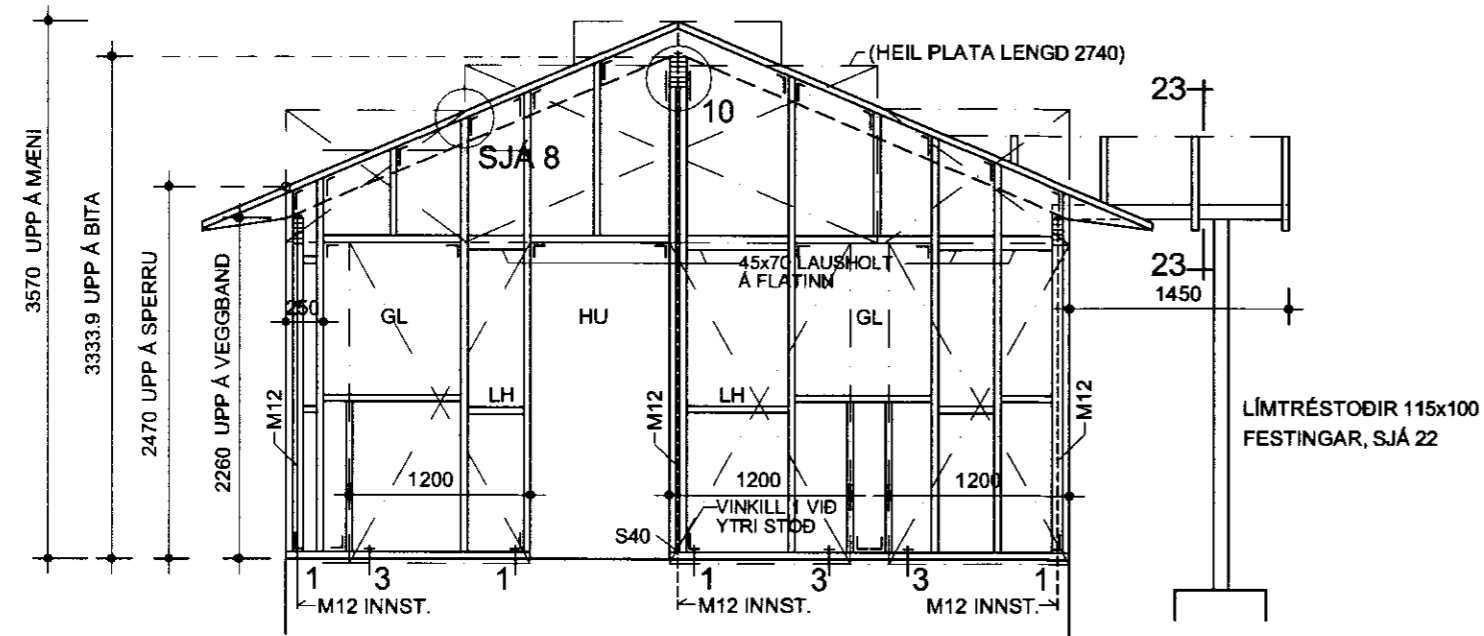 (HEIL PLATA LENGD 2740)
23
10
SJÁ 8
3570 UPP Á MÆNI
3333.9 UPP Á BITA
2470 UPP Á SPERRU
2260 UPP Á VEGGBAND
45x70 LAUSHOLT
Á FLATINN
23
1450
250
GL
HU
GL
LH
LH
M12
M12
M12
LÍMTRÉSTOÐIR 115x100
FESTINGAR, SJÁ 22
1200
1200
1200
VINKILL 1 VIÐ
YTRI STOÐ
S40
1
3
1
1
3
3
1
M12 INNST.
M12 INNST.
M12 INNST.